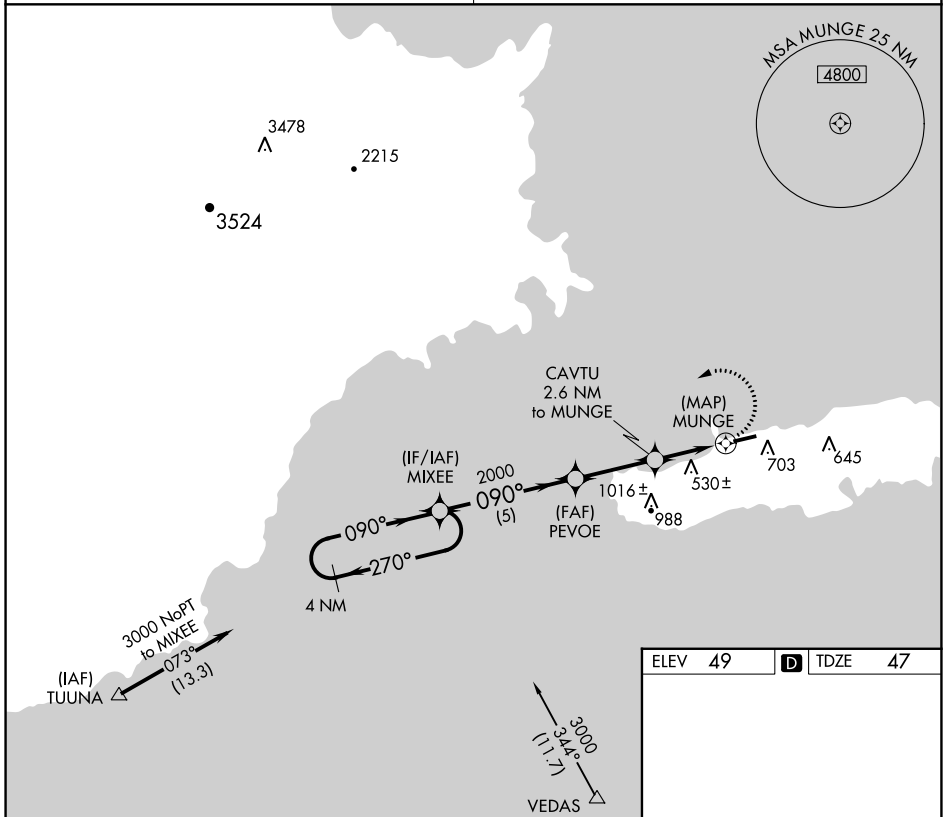 MSA MUNGE 25 NM
4800
3478
2215
3524
CAVTU
2.6 NM
to MUNGE
(MAP)
MUNGE
(IF/IAF)
MIXEE
2000
090°
(5)
703
645
530±
1016±
988
(FAF)
PEVOE
090°
270°
4 NM
3000 NoPT
to MIXEE
073°
(13.3)
(IAF)
TUUNA
3000
344°
(11.7)
VEDAS
ELEV 49 D TDZE 47